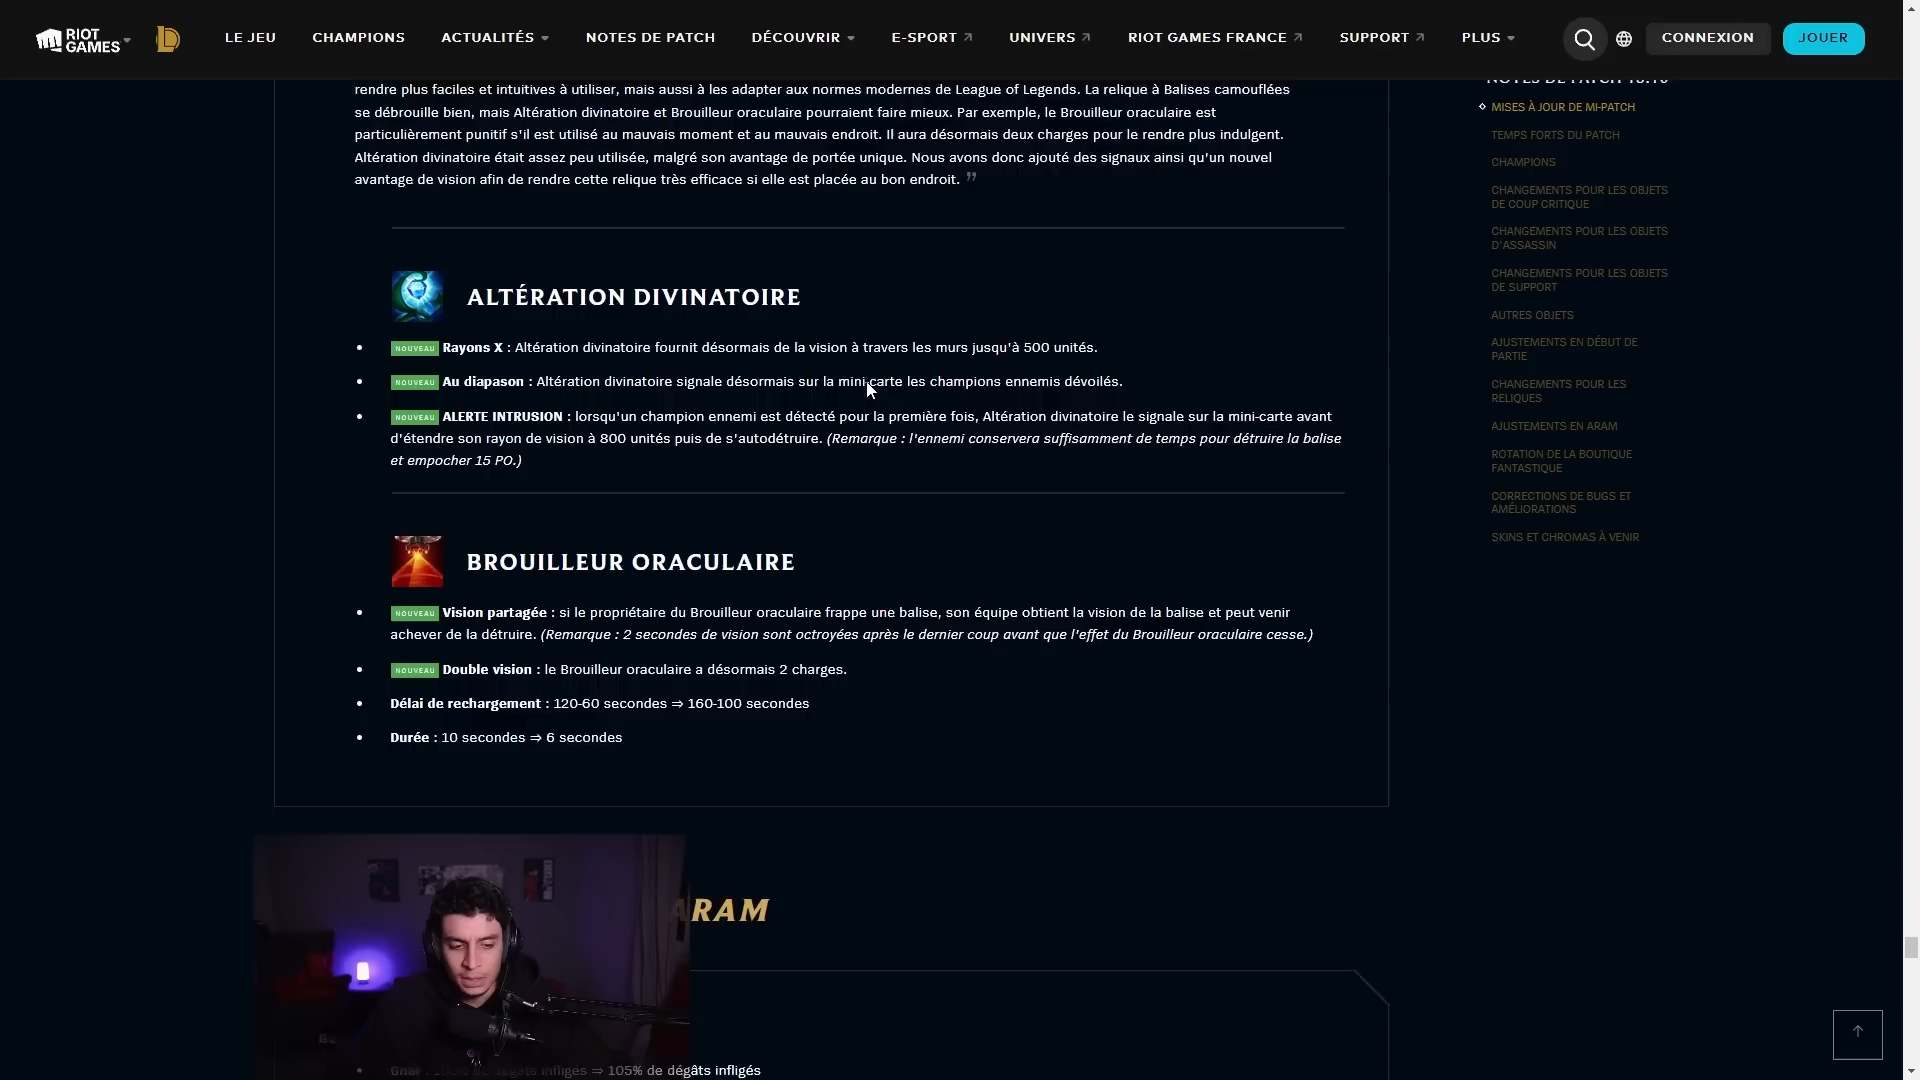 RIOT GAMES
LE JEU
CHAMPIONS
ACTUALITÉS
NOTES DE PATCH
DÉCOUVRIR
E-SPORT
UNIVERS
RIOT GAMES FRANCE
SUPPORT
PLUS
CONNEXION
JOUER
rendre plus faciles et intuitives à utiliser, mais aussi à les adapter aux normes modernes de League of Legends. La relique à Balises camouflées
se débrouille bien, mais Altération divinatoire et Brouilleur oraculaire pourraient faire mieux. Par exemple, le Brouilleur oraculaire est
particulièrement punitif s'il est utilisé au mauvais moment et au mauvais endroit. Il aura désormais deux charges pour le rendre plus indulgent.
Altération divinatoire était assez peu utilisée, malgré son avantage de portée unique. Nous avons donc ajouté des signaux ainsi qu'un nouvel
avantage de vision afin de rendre cette relique très efficace si elle est placée au bon endroit. ”
ALTÉRATION DIVINATOIRE
• NOUVEAU Rayons X : Altération divinatoire fournit désormais de la vision à travers les murs jusqu'à 500 unités.
• NOUVEAU Au diapason : Altération divinatoire signale désormais sur la mini-carte les champions ennemis dévoilés.
• NOUVEAU ALERTE INTRUSION : lorsqu'un champion ennemi est détecté pour la première fois, Altération divinatoire le signale sur la mini-carte avant
d'étendre son rayon de vision à 800 unités puis de s'autodétruire. (Remarque : l'ennemi conservera suffisamment de temps pour détruire la balise
et empocher 15 PO.)
BROUILLEUR ORACULAIRE
• NOUVEAU Vision partagée : si le propriétaire du Brouilleur oraculaire frappe une balise, son équipe obtient la vision de la balise et peut venir
achever de la détruire. (Remarque : 2 secondes de vision sont octroyées après le dernier coup avant que l'effet du Brouilleur oraculaire cesse.)
• NOUVEAU Double vision : le Brouilleur oraculaire a désormais 2 charges.
• Délai de rechargement : 120-60 secondes ⇒ 160-100 secondes
• Durée : 10 secondes ⇒ 6 secondes
ARAM
• Gnar : dégâts infligés ⇒ 105% de dégâts infligés
NOTES DE PATCH 13.10
MISES À JOUR DE MI-PATCH
TEMPS FORTS DU PATCH
CHAMPIONS
CHANGEMENTS POUR LES OBJETS
DE COUP CRITIQUE
CHANGEMENTS POUR LES OBJETS
D'ASSASSIN
CHANGEMENTS POUR LES OBJETS
DE SUPPORT
AUTRES OBJETS
AJUSTEMENTS EN DÉBUT DE
PARTIE
CHANGEMENTS POUR LES
RELIQUES
AJUSTEMENTS EN ARAM
ROTATION DE LA BOUTIQUE
FANTASTIQUE
CORRECTIONS DE BUGS ET
AMÉLIORATIONS
SKINS ET CHROMAS À VENIR